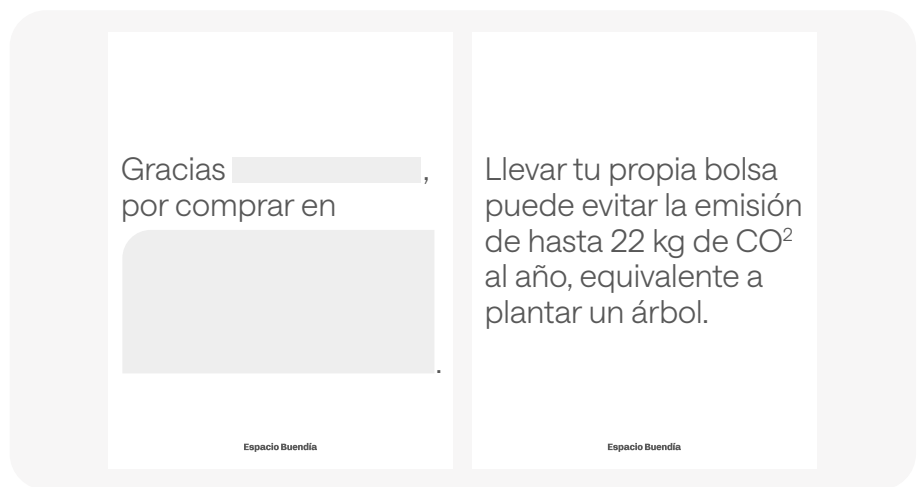 Gracias ,
por comprar en
.
Espacio Buendía
Llevar tu propia bolsa
puede evitar la emisión
de hasta 22 kg de CO²
al año, equivalente a
plantar un árbol.
Espacio Buendía